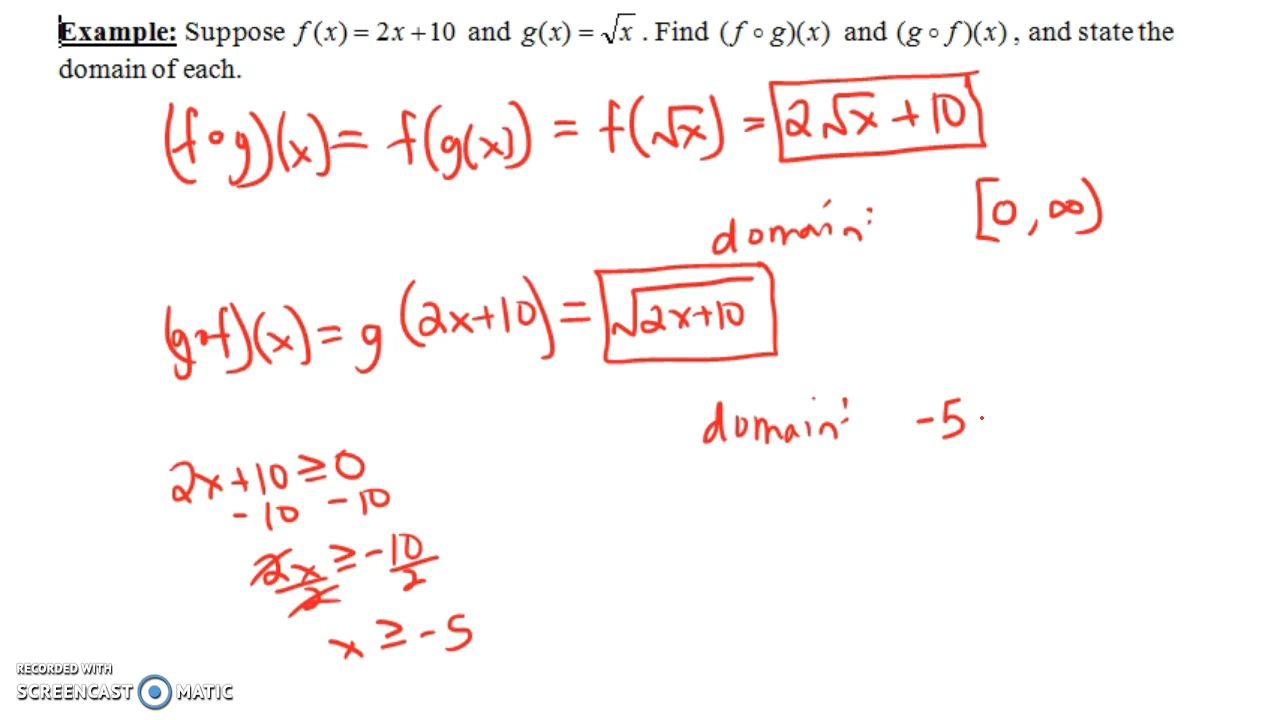 Example: Suppose f(x) = 2x+10 and g(x) = √x. Find (f∘g)(x) and (g∘f)(x), and state the
domain of each.
(f∘g)(x) = f(g(x)) = f(√x) = 2√x + 10
domain: [0, ∞)
(g∘f)(x) = g(2x+10) = √2x+10
domain: -5
2x+10 ≥ 0
-10 -10
2x/2 ≥ -10/2
x ≥ -5
RECORDED WITH
SCREENCAST MATIC